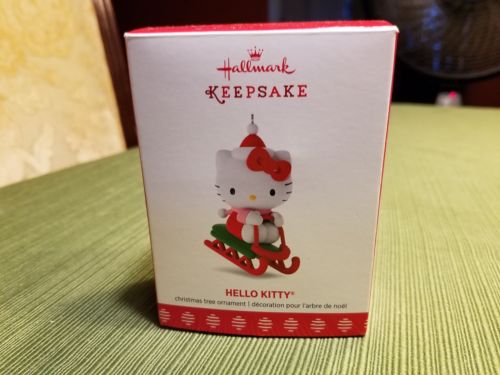 Hallmark
KEEPSAKE
HELLO KITTY®
christmas tree ornament | décoration pour l'arbre de noël